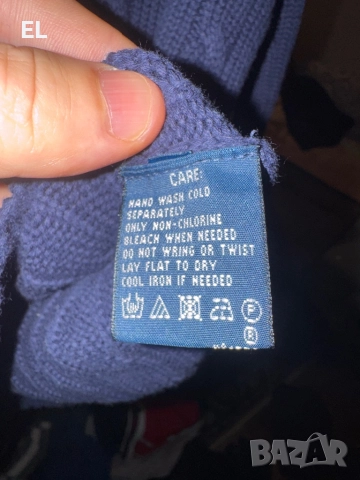 EL
CARE:
HAND WASH COLD
SEPARATELY
ONLY NON-CHLORINE
BLEACH WHEN NEEDED
DO NOT WRING OR TWIST
LAY FLAT TO DRY
COOL IRON IF NEEDED
P
R
BAZAR